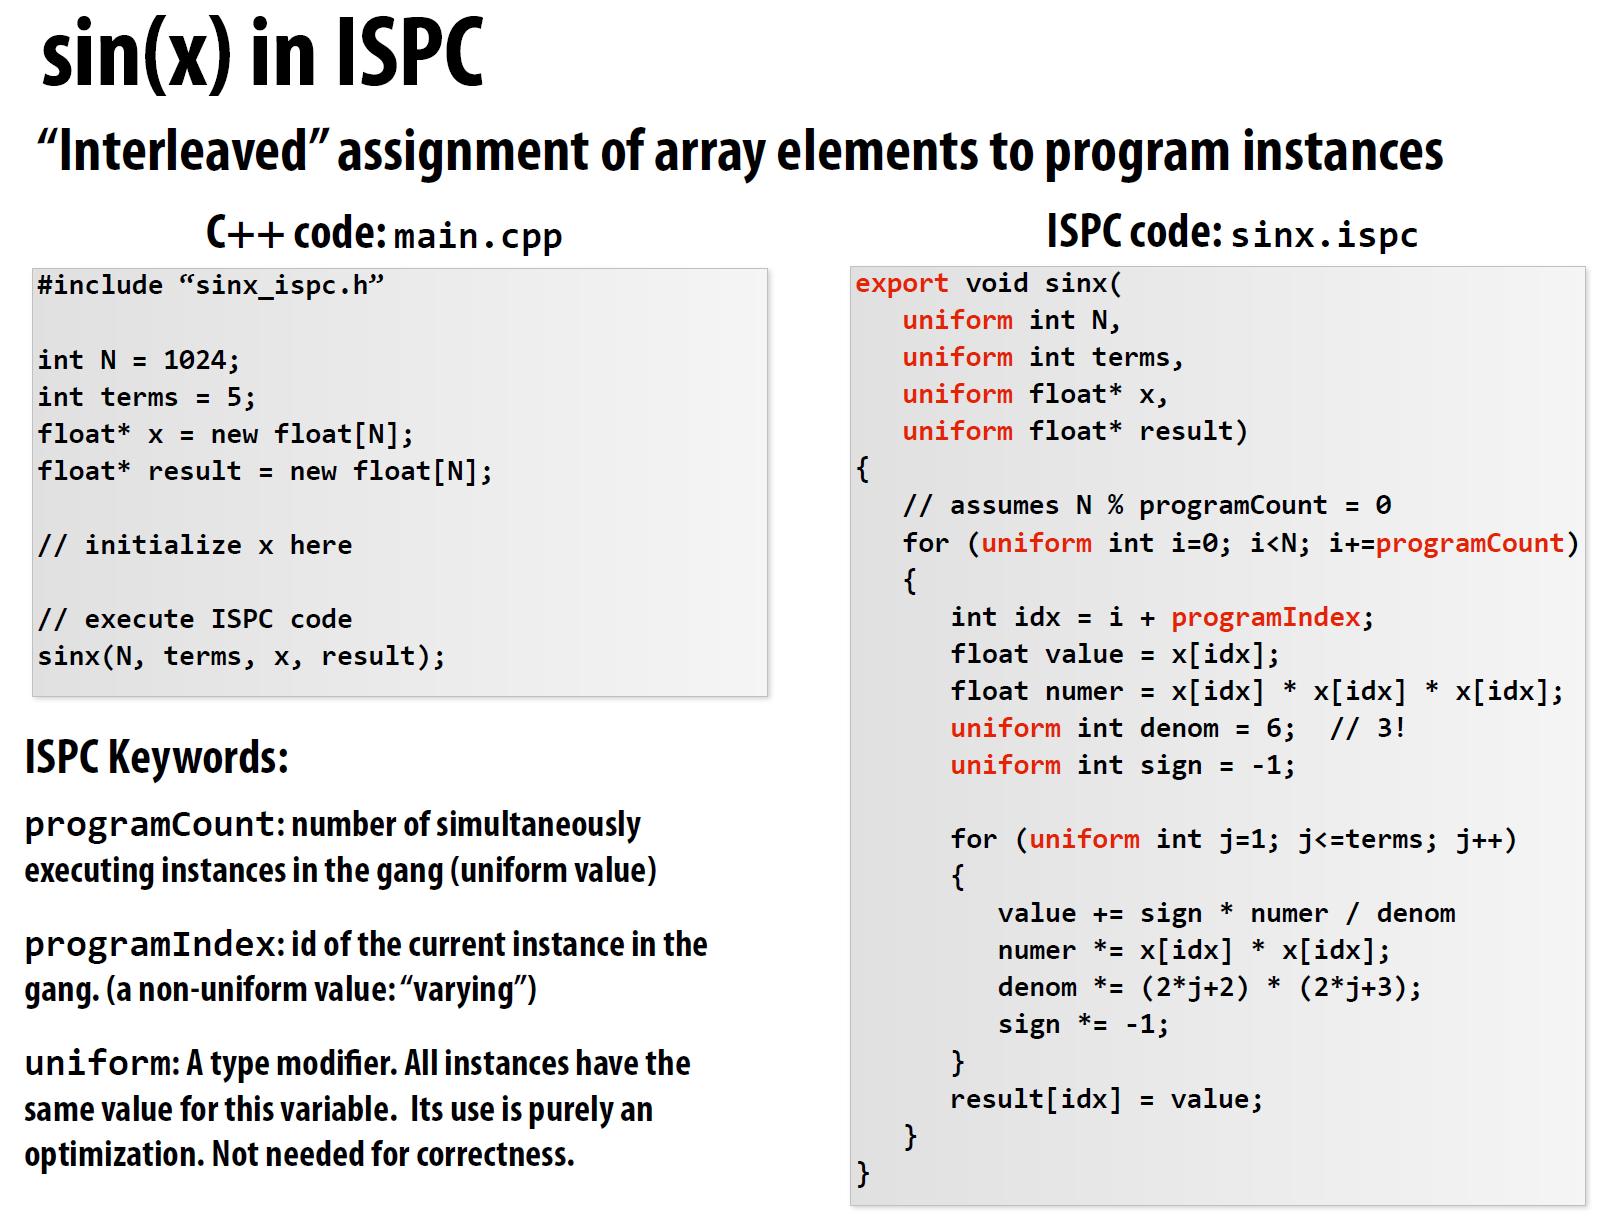 sin(x) in ISPC
“Interleaved” assignment of array elements to program instances
C++ code: main.cpp
#include “sinx_ispc.h”
int N = 1024;
int terms = 5;
float* x = new float[N];
float* result = new float[N];
// initialize x here
// execute ISPC code
sinx(N, terms, x, result);
ISPC Keywords:
programCount: number of simultaneously
executing instances in the gang (uniform value)
programIndex: id of the current instance in the
gang. (a non-uniform value: “varying”)
uniform: A type modifier. All instances have the
same value for this variable. Its use is purely an
optimization. Not needed for correctness.
ISPC code: sinx.ispc
export void sinx(
   uniform int N,
   uniform int terms,
   uniform float* x,
   uniform float* result)
{
   // assumes N % programCount = 0
   for (uniform int i=0; i<N; i+=programCount)
   {
      int idx = i + programIndex;
      float value = x[idx];
      float numer = x[idx] * x[idx] * x[idx];
      uniform int denom = 6;  // 3!
      uniform int sign = -1;
      for (uniform int j=1; j<=terms; j++)
      {
         value += sign * numer / denom
         numer *= x[idx] * x[idx];
         denom *= (2*j+2) * (2*j+3);
         sign *= -1;
      }
      result[idx] = value;
   }
}